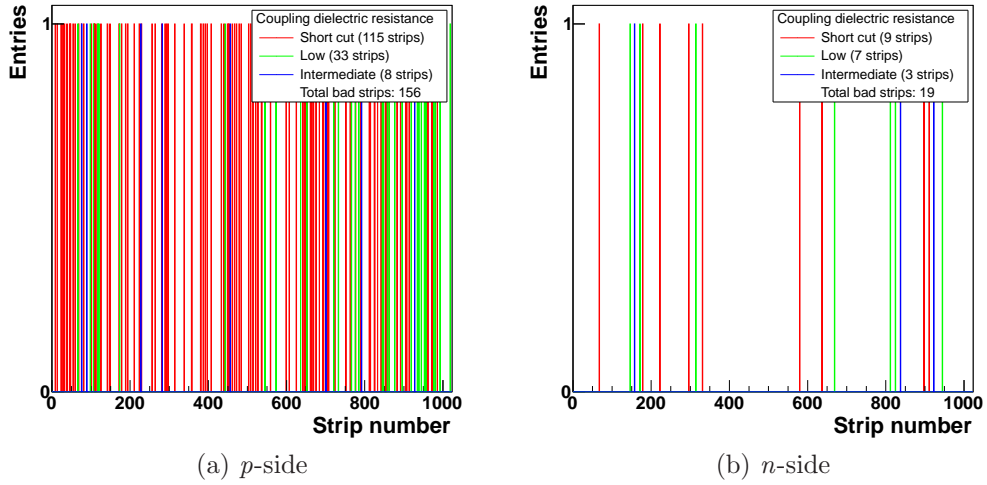 Entries
1
0
Coupling dielectric resistance
Short cut (115 strips)
Low (33 strips)
Intermediate (8 strips)
Total bad strips: 156
0 200 400 600 800 1000
Strip number
(a) p-side
Entries
1
0
Coupling dielectric resistance
Short cut (9 strips)
Low (7 strips)
Intermediate (3 strips)
Total bad strips: 19
0 200 400 600 800 1000
Strip number
(b) n-side